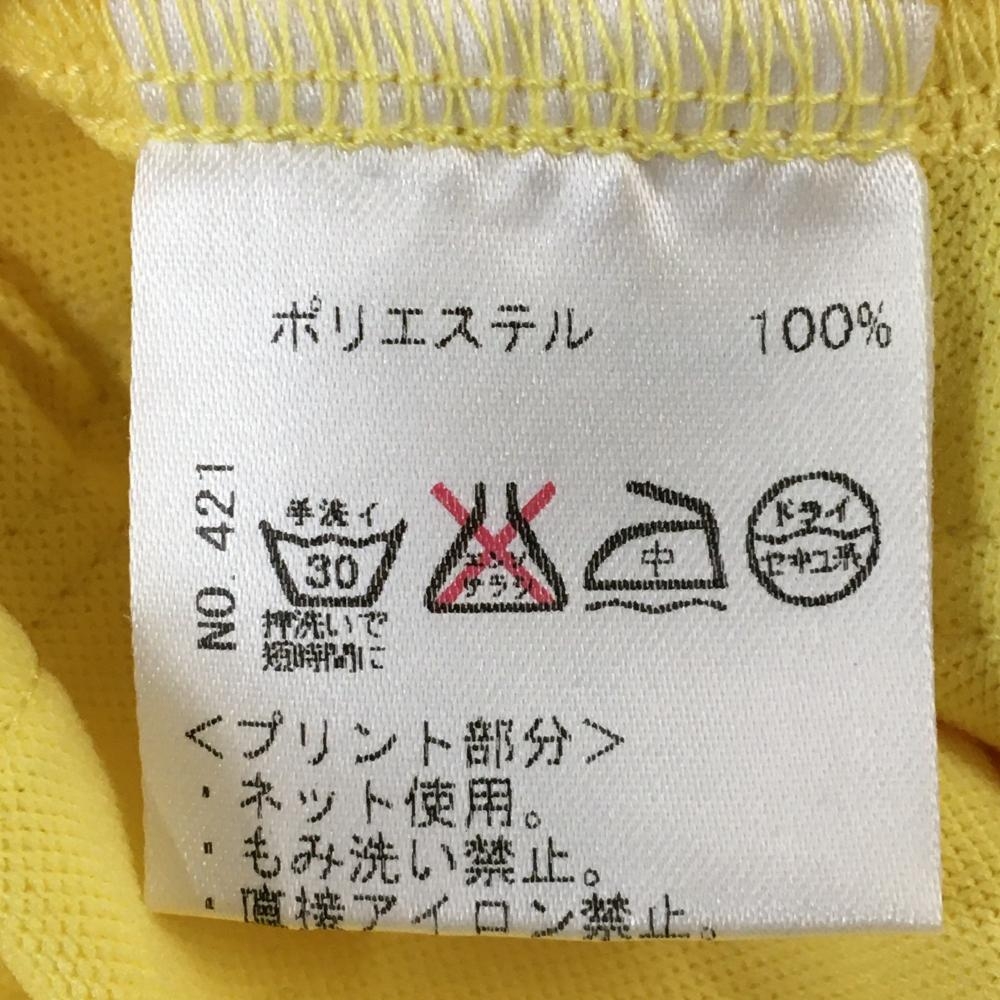 ポリエステル 100%
NO. 421
手洗イ
30
押洗いで
短時間に
エンソ
サラシ
中
ドライ
セキユ系
<プリント部分>
・ネット使用。
・もみ洗い禁止。
・直接アイロン禁止。